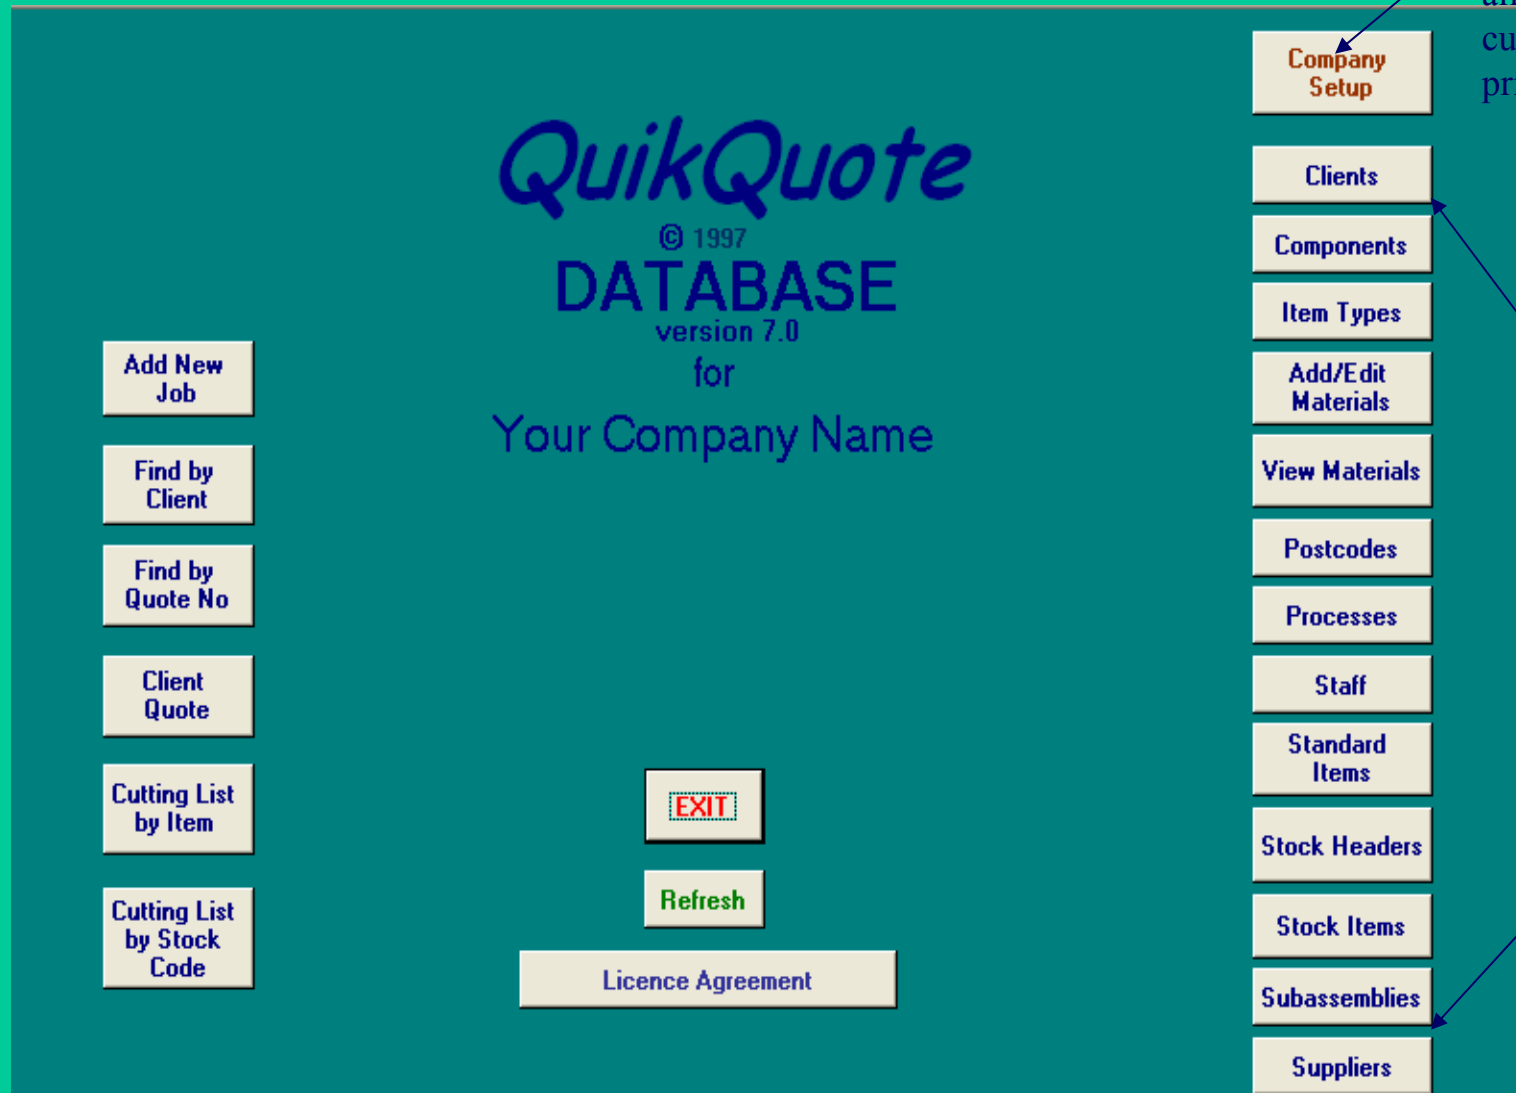 QuikQuote
© 1997
DATABASE
version 7.0
for
Your Company Name
Add New
Job
Find by
Client
Find by
Quote No
Client
Quote
Cutting List
by Item
Cutting List
by Stock
Code
EXIT
Refresh
Licence Agreement
Company
Setup
Clients
Components
Item Types
Add/Edit
Materials
View Materials
Postcodes
Processes
Staff
Standard
Items
Stock Headers
Stock Items
Subassemblies
Suppliers